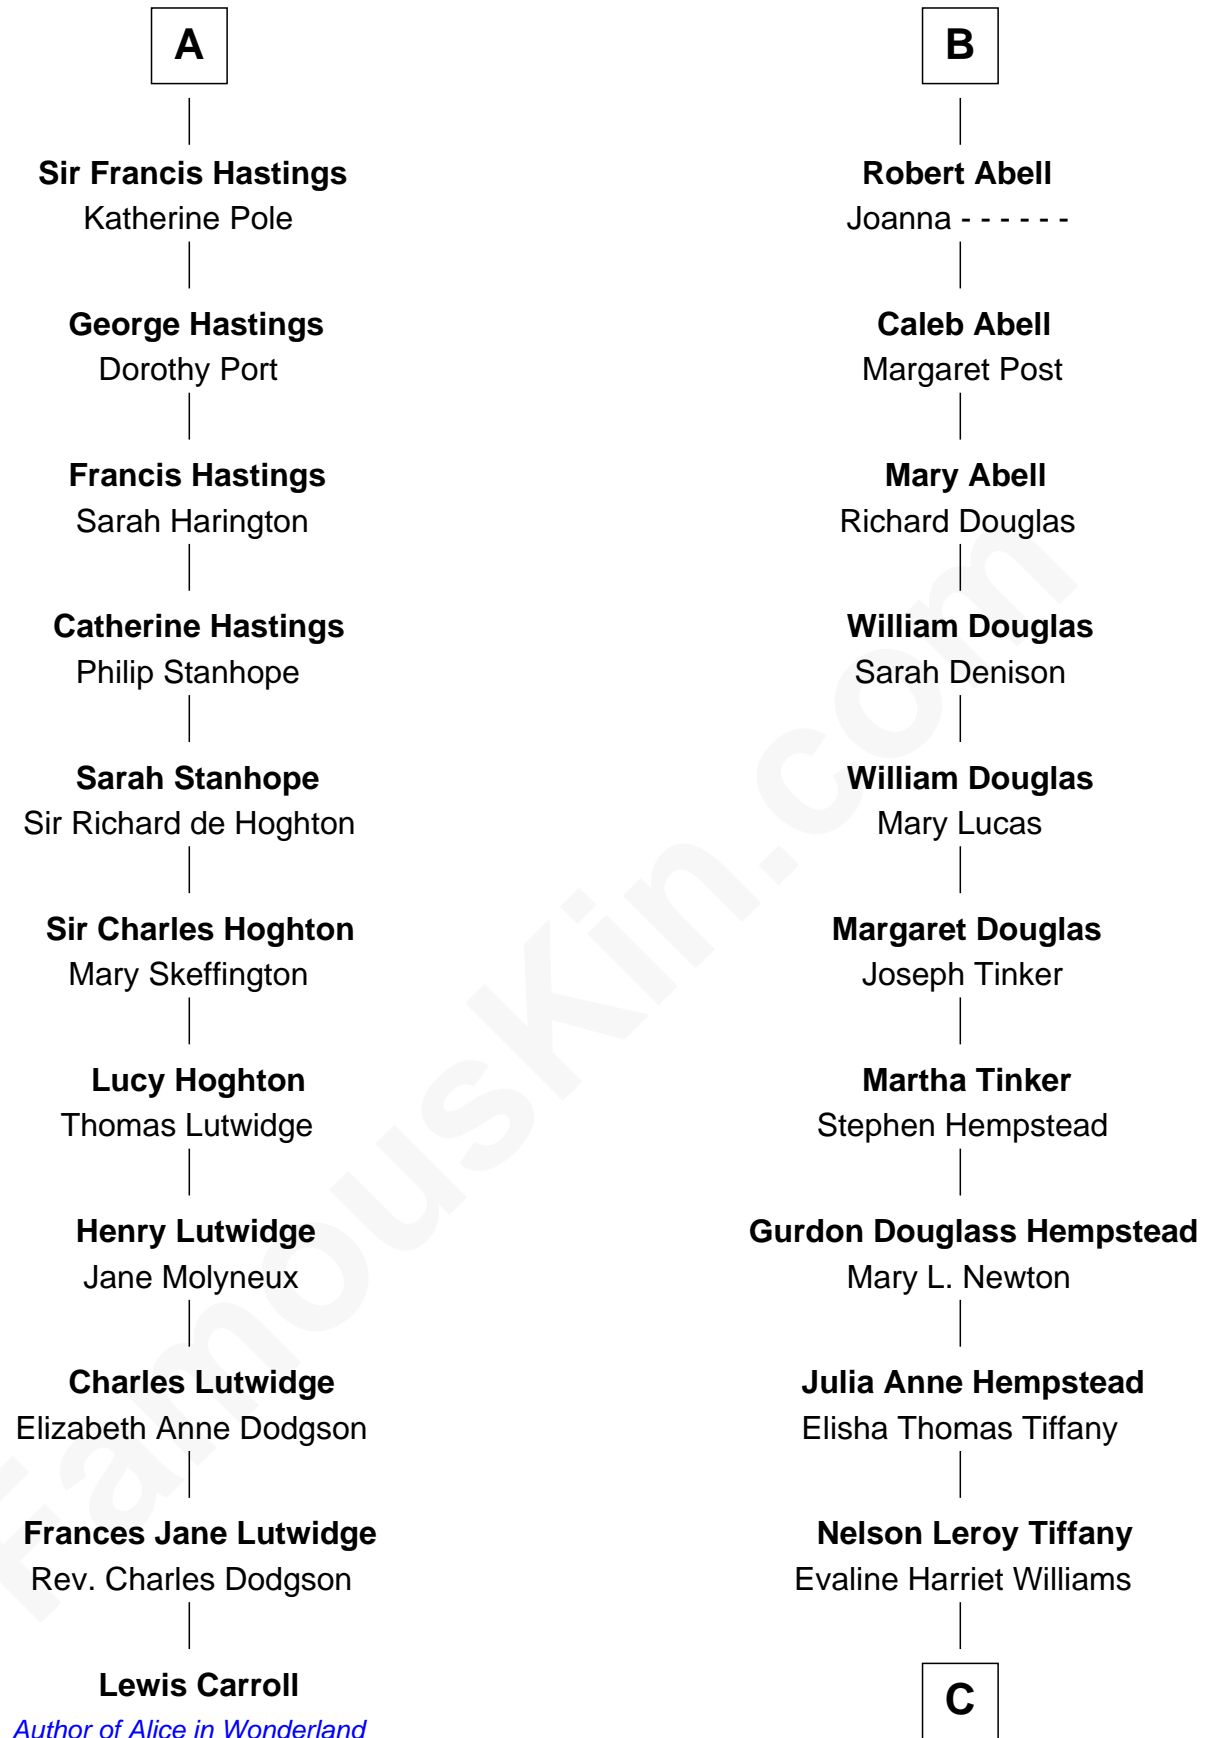 A
Sir Francis Hastings
Katherine Pole
George Hastings
Dorothy Port
Francis Hastings
Sarah Harington
Catherine Hastings
Philip Stanhope
Sarah Stanhope
Sir Richard de Hoghton
Sir Charles Hoghton
Mary Skeffington
Lucy Hoghton
Thomas Lutwidge
Henry Lutwidge
Jane Molyneux
Charles Lutwidge
Elizabeth Anne Dodgson
Frances Jane Lutwidge
Rev. Charles Dodgson
Lewis Carroll
Author of Alice in Wonderland
B
Robert Abell
Joanna - - - - - -
Caleb Abell
Margaret Post
Mary Abell
Richard Douglas
William Douglas
Sarah Denison
William Douglas
Mary Lucas
Margaret Douglas
Joseph Tinker
Martha Tinker
Stephen Hempstead
Gurdon Douglass Hempstead
Mary L. Newton
Julia Anne Hempstead
Elisha Thomas Tiffany
Nelson Leroy Tiffany
Evaline Harriet Williams
C
FamousKin.com